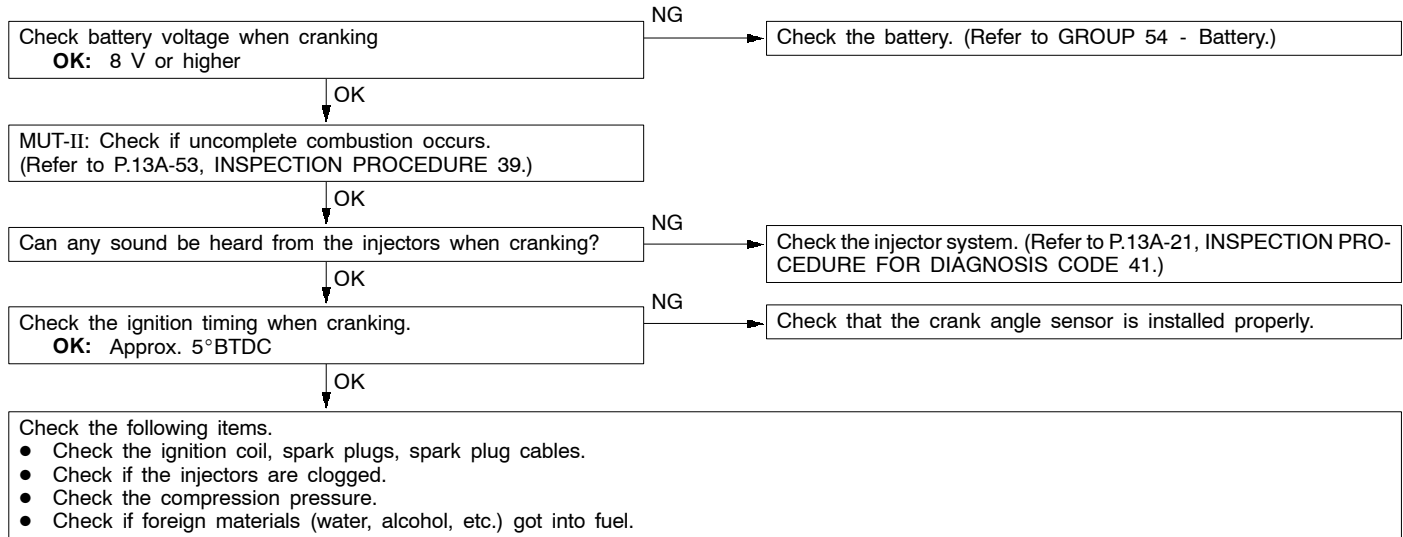 NG
Check battery voltage when cranking
OK: 8 V or higher
Check the battery. (Refer to GROUP 54 - Battery.)
OK
MUT-II: Check if uncomplete combustion occurs.
(Refer to P.13A-53, INSPECTION PROCEDURE 39.)
OK
NG
Can any sound be heard from the injectors when cranking?
Check the injector system. (Refer to P.13A-21, INSPECTION PRO-
CEDURE FOR DIAGNOSIS CODE 41.)
OK
NG
Check the ignition timing when cranking.
OK: Approx. 5°BTDC
Check that the crank angle sensor is installed properly.
OK
Check the following items.
● Check the ignition coil, spark plugs, spark plug cables.
● Check if the injectors are clogged.
● Check the compression pressure.
● Check if foreign materials (water, alcohol, etc.) got into fuel.